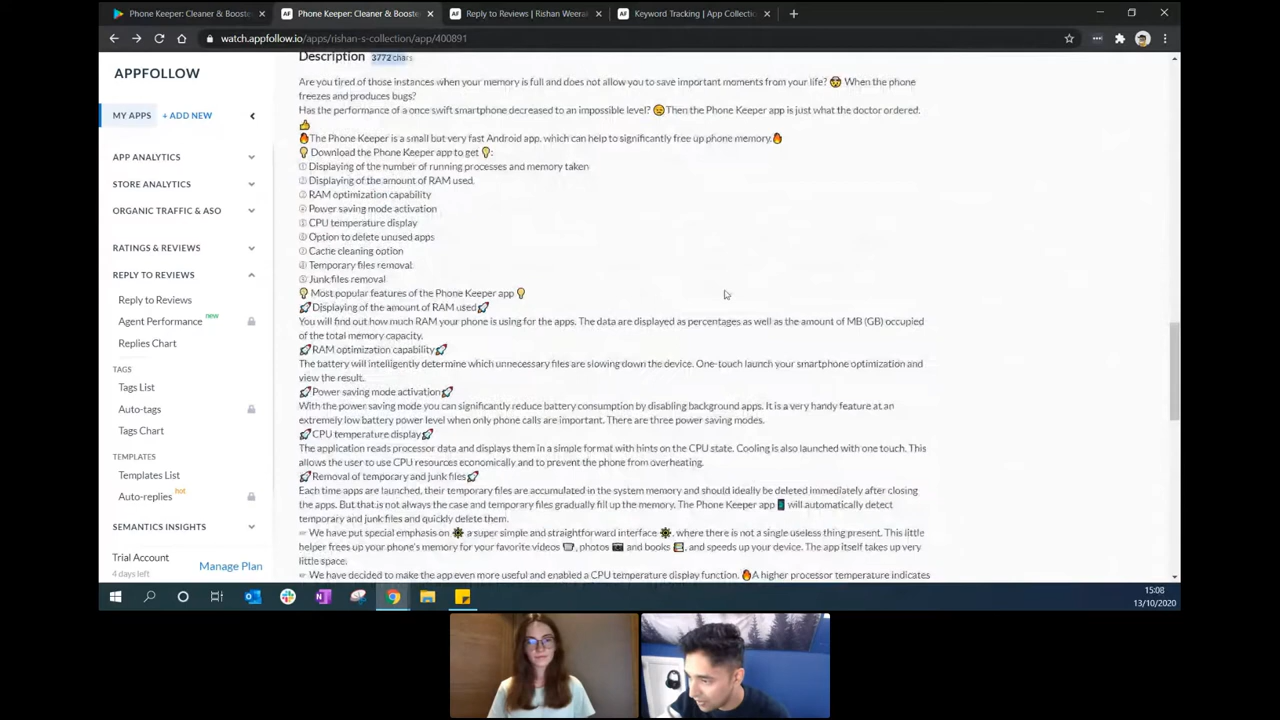 Phone Keeper: Cleaner & Booste
Phone Keeper: Cleaner & Booste
AF Reply to Reviews | Rishan Weera
AF Keyword Tracking | App Collecti
watch.appfollow.io/apps/rishan-s-collection/app/400891
APPFOLLOW
MY APPS + ADD NEW
APP ANALYTICS
STORE ANALYTICS
ORGANIC TRAFFIC & ASO
RATINGS & REVIEWS
REPLY TO REVIEWS
Reply to Reviews
Agent Performance new
Replies Chart
TAGS
Tags List
Auto-tags
Tags Chart
TEMPLATES
Templates List
Auto-replies hot
SEMANTICS INSIGHTS
Trial Account
4 days left
Manage Plan
Description 3772 chars
Are you tired of those instances when your memory is full and does not allow you to save important moments from your life? 😨 When the phone
freezes and produces bugs?
Has the performance of a once swift smartphone decreased to an impossible level? 😟Then the Phone Keeper app is just what the doctor ordered.
👍
🔥The Phone Keeper is a small but very fast Android app, which can help to significantly free up phone memory.🔥
💡 Download the Phone Keeper app to get 💡:
Displaying of the number of running processes and memory taken
Displaying of the amount of RAM used.
RAM optimization capability
Power saving mode activation
CPU temperature display
Option to delete unused apps
Cache cleaning option
Temporary files removal
Junk files removal
💡 Most popular features of the Phone Keeper app 💡
🚀Displaying of the amount of RAM used🚀
You will find out how much RAM your phone is using for the apps. The data are displayed as percentages as well as the amount of MB (GB) occupied
of the total memory capacity.
🚀RAM optimization capability🚀
The battery will intelligently determine which unnecessary files are slowing down the device. One-touch launch your smartphone optimization and
view the result.
🚀Power saving mode activation🚀
With the power saving mode you can significantly reduce battery consumption by disabling background apps. It is a very handy feature at an
extremely low battery power level when only phone calls are important. There are three power saving modes.
🚀CPU temperature display🚀
The application reads processor data and displays them in a simple format with hints on the CPU state. Cooling is also launched with one touch. This
allows the user to use CPU resources economically and to prevent the phone from overheating.
🚀Removal of temporary and junk files🚀
Each time apps are launched, their temporary files are accumulated in the system memory and should ideally be deleted immediately after closing
the apps. But that is not always the case and temporary files gradually fill up the memory. The Phone Keeper app 📱 will automatically detect
temporary and junk files and quickly delete them.
We have put special emphasis on a super simple and straightforward interface , where there is not a single useless thing present. This little
helper frees up your phone's memory for your favorite videos , photos and books , and speeds up your device. The app itself takes up very
little space.
We have decided to make the app even more useful and enabled a CPU temperature display function. 🔥A higher processor temperature indicates
15:08
13/10/2020